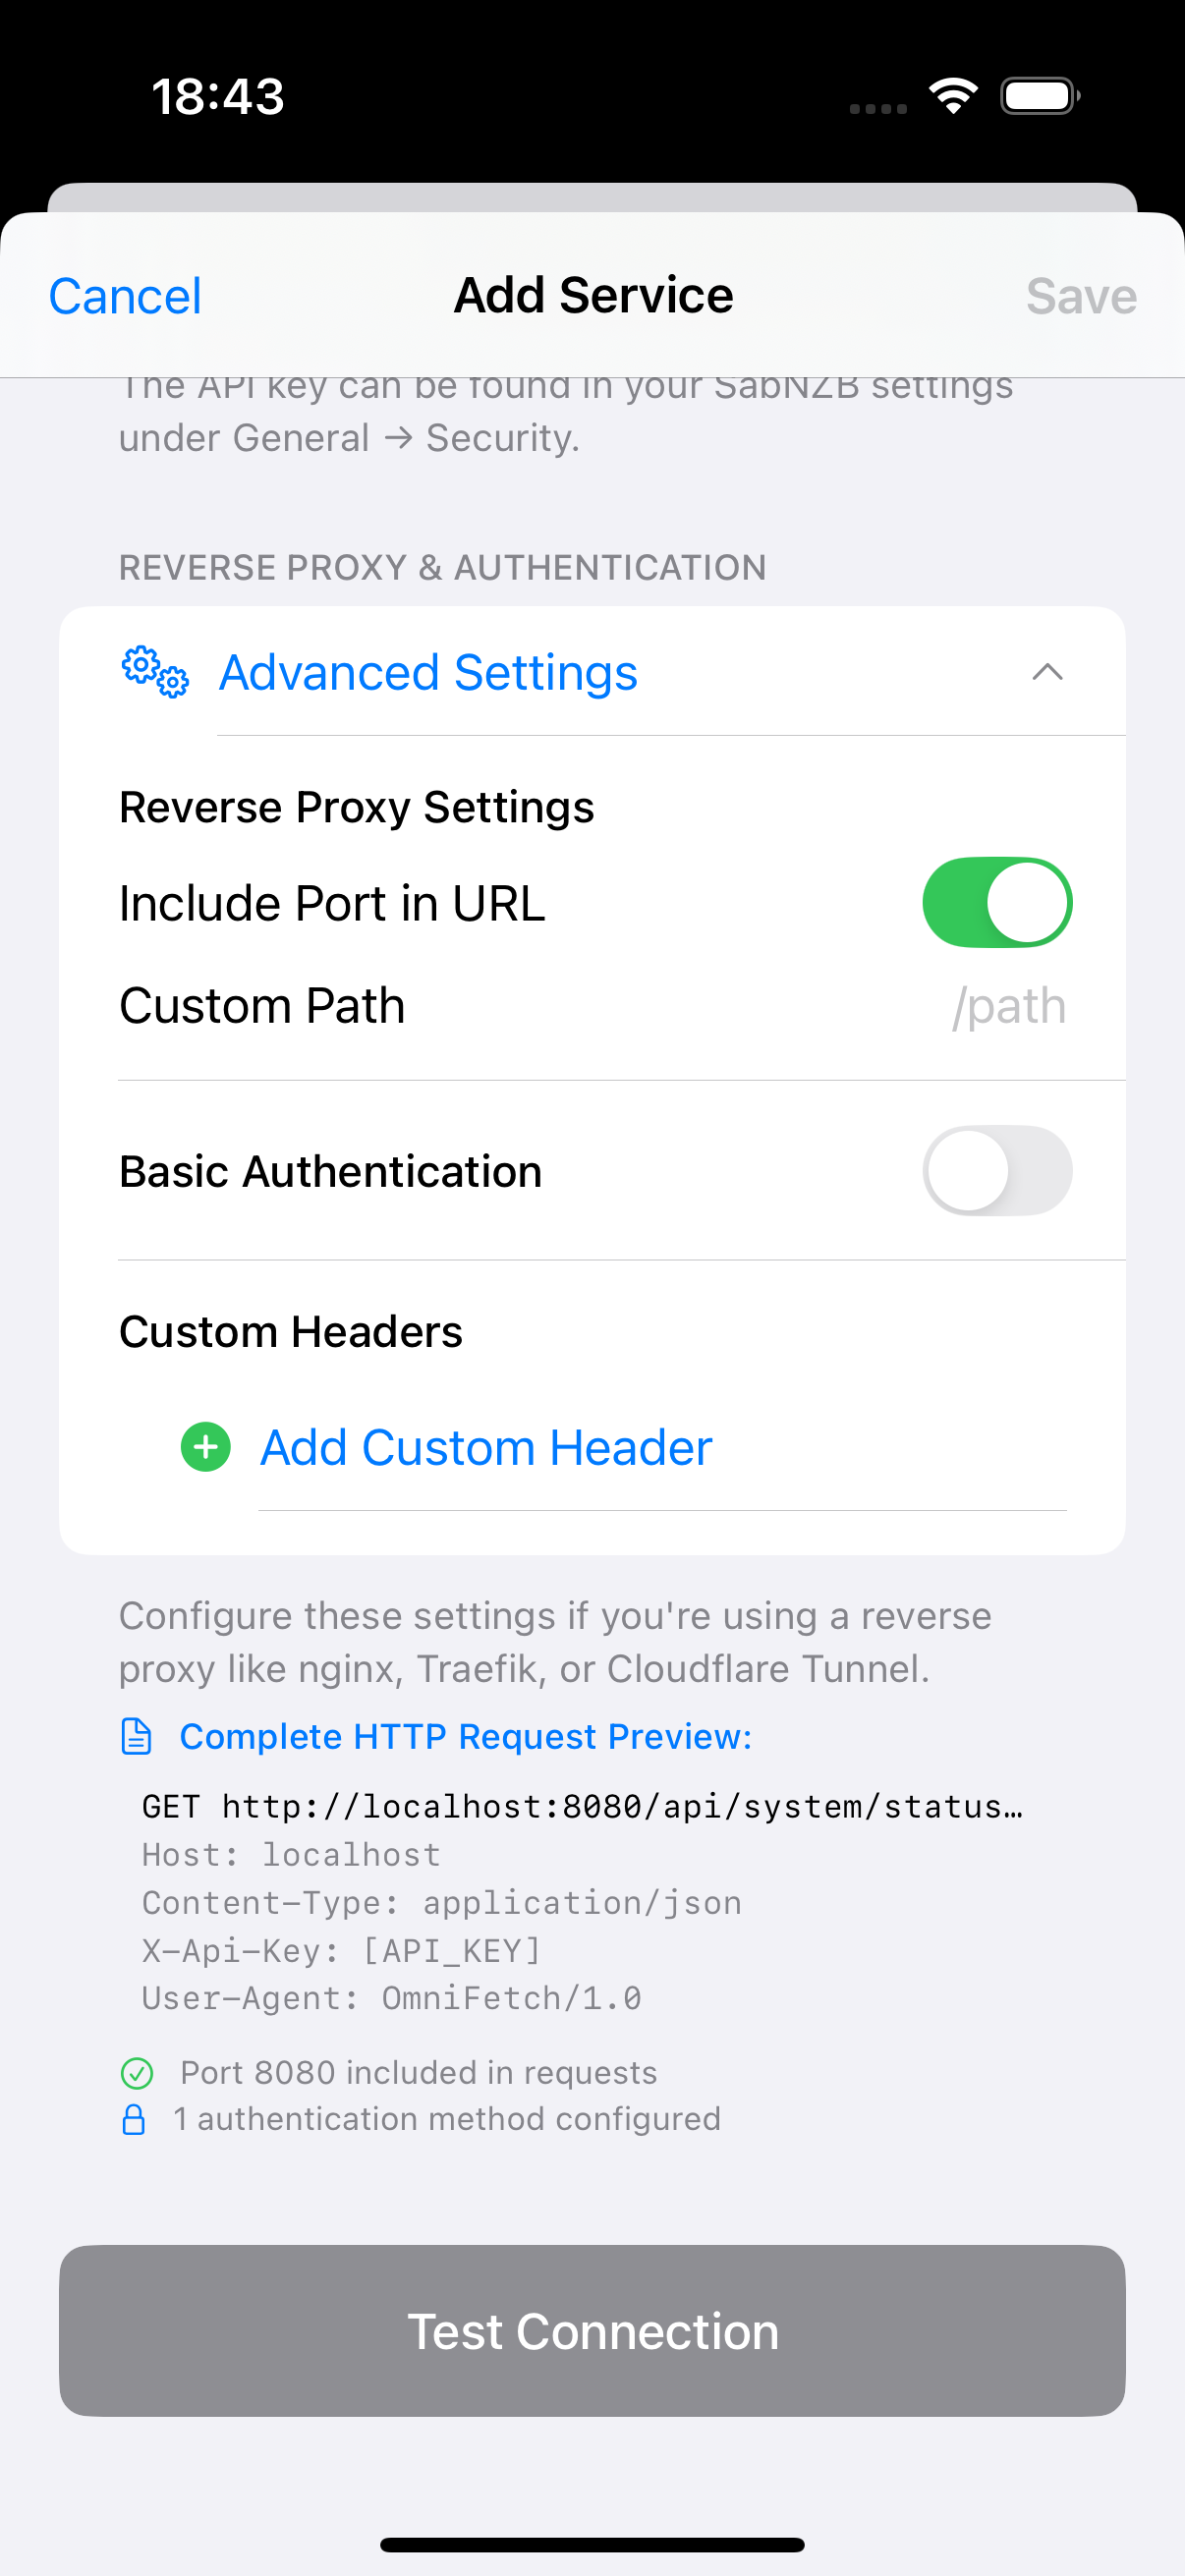 18:43
Cancel
Add Service
Save
The API key can be found in your SabNZB settings
under General → Security.
REVERSE PROXY & AUTHENTICATION
Advanced Settings
Reverse Proxy Settings
Include Port in URL
Custom Path
/path
Basic Authentication
Custom Headers
Add Custom Header
Configure these settings if you're using a reverse
proxy like nginx, Traefik, or Cloudflare Tunnel.
Complete HTTP Request Preview:
GET http://localhost:8080/api/system/status…
Host: localhost
Content-Type: application/json
X-Api-Key: [API_KEY]
User-Agent: OmniFetch/1.0
Port 8080 included in requests
1 authentication method configured
Test Connection